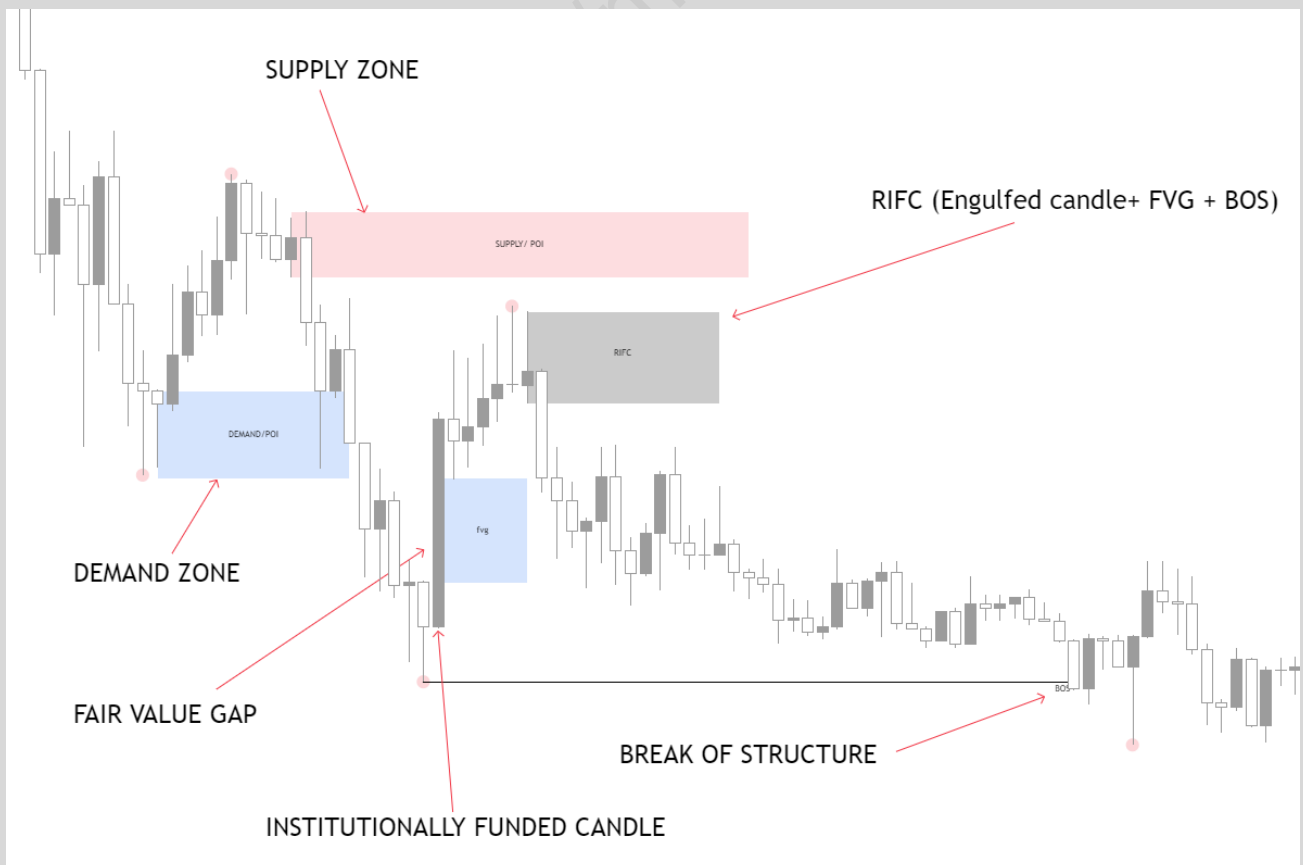 SUPPLY ZONE
RIFC (Engulfed candle+ FVG + BOS)
SUPPLY/ POI
RIFC
DEMAND/POI
fvg
DEMAND ZONE
BOS
FAIR VALUE GAP
BREAK OF STRUCTURE
INSTITUTIONALLY FUNDED CANDLE